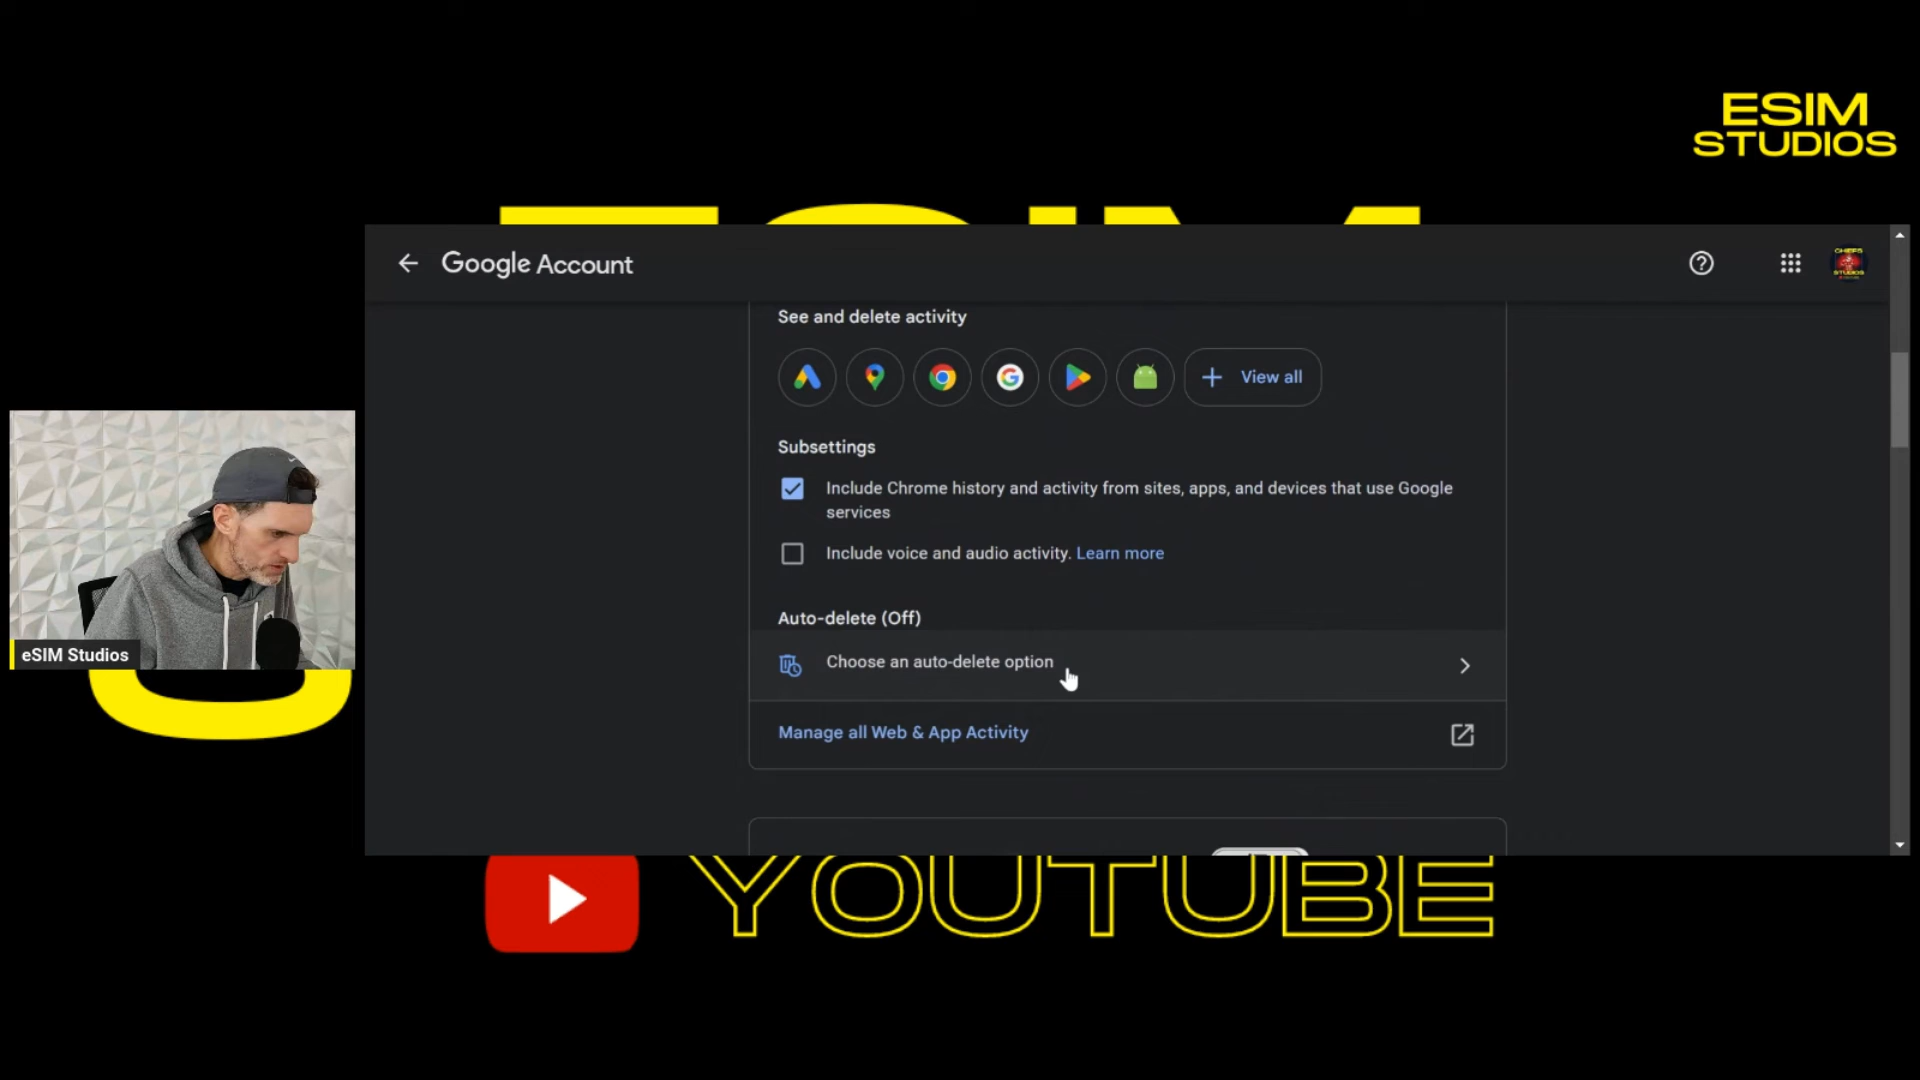 ESIM
STUDIOS
Google Account
See and delete activity
View all
Subsettings
Include Chrome history and activity from sites, apps, and devices that use Google
services
Include voice and audio activity. Learn more
Auto-delete (Off)
Choose an auto-delete option
Manage all Web & App Activity
eSIM Studios
YOUTUBE